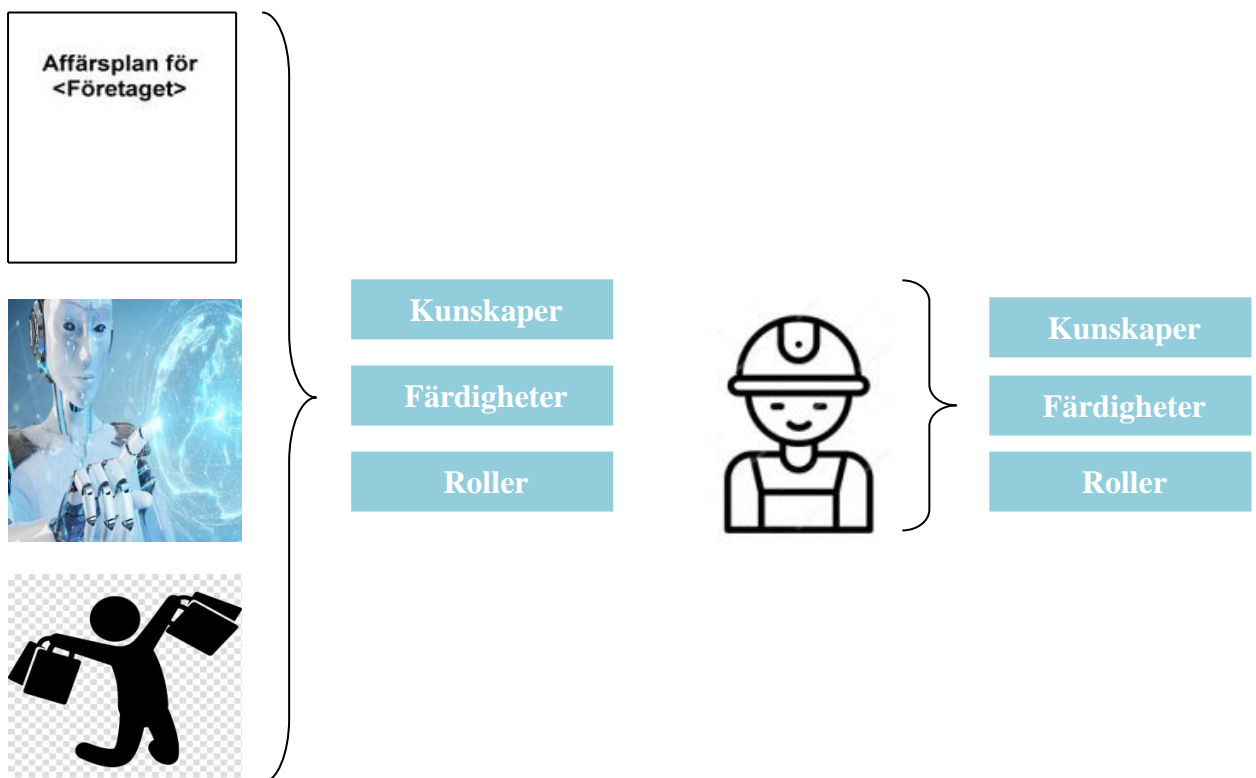 Affärsplan för
<Företaget>
Kunskaper
Färdigheter
Roller
Kunskaper
Färdigheter
Roller